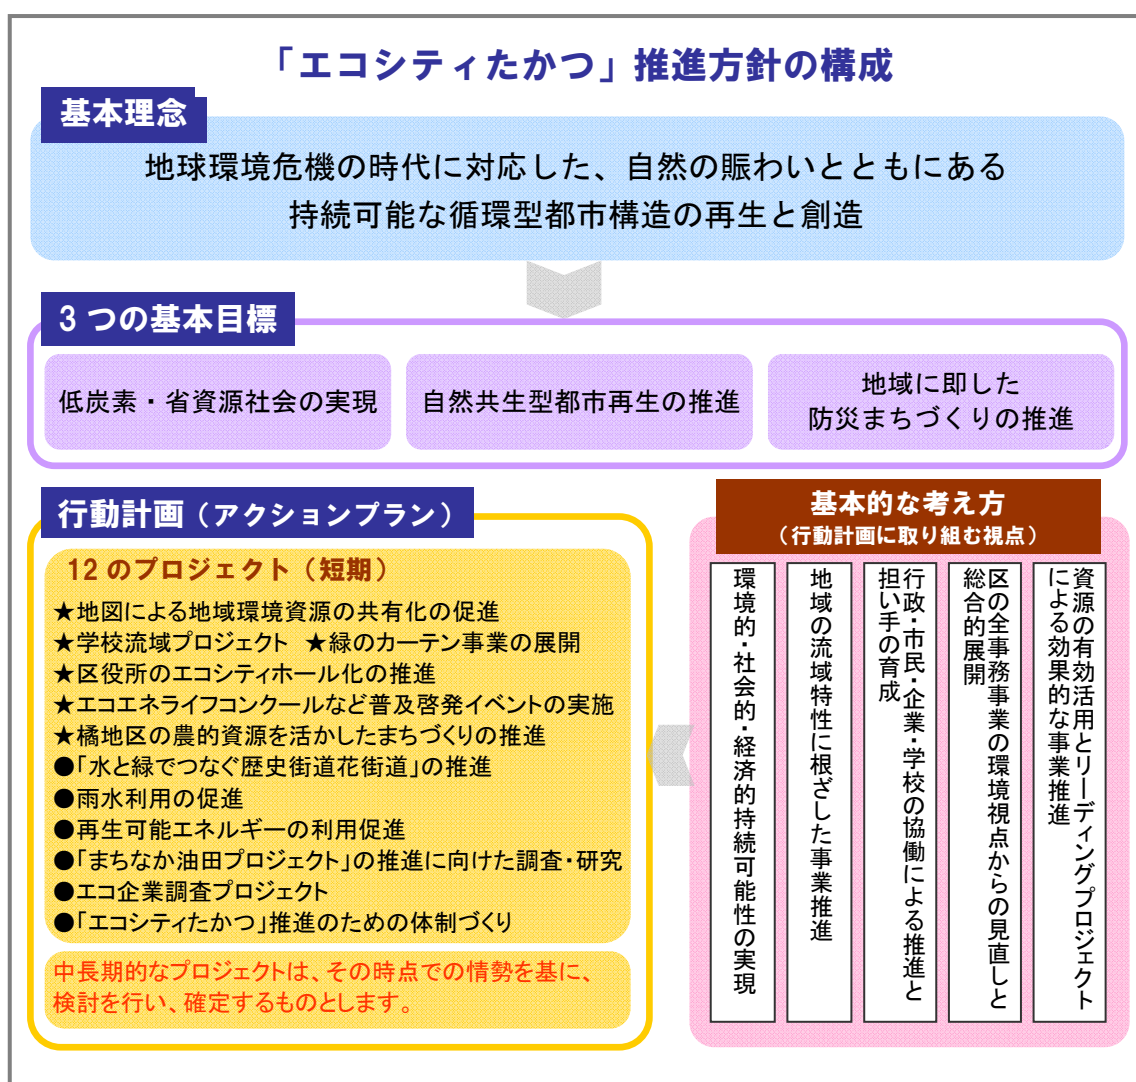 「エコシティたかつ」推進方針の構成
基本理念
地球環境危機の時代に対応した、自然の賑わいとともにある
持続可能な循環型都市構造の再生と創造
3つの基本目標
低炭素・省資源社会の実現
自然共生型都市再生の推進
地域に即した
防災まちづくりの推進
行動計画（アクションプラン）
12のプロジェクト（短期）
★地図による地域環境資源の共有化の促進
★学校流域プロジェクト ★緑のカーテン事業の展開
★区役所のエコシティホール化の推進
★エコエネライフコンクールなど普及啓発イベントの実施
★橘地区の農的資源を活かしたまちづくりの推進
●「水と緑でつなぐ歴史街道花街道」の推進
●雨水利用の促進
●再生可能エネルギーの利用促進
●「まちなか油田プロジェクト」の推進に向けた調査・研究
●エコ企業調査プロジェクト
●「エコシティたかつ」推進のための体制づくり
中長期的なプロジェクトは、その時点での情勢を基に、
検討を行い、確定するものとします。
基本的な考え方
（行動計画に取り組む視点）
資源の有効活用とリーディングプロジェクト
による効果的な事業推進
区の全事務事業の環境視点からの見直しと
総合的展開
行政・市民・企業・学校の協働による推進と
担い手の育成
地域の流域特性に根ざした事業推進
環境的・社会的・経済的持続可能性の実現